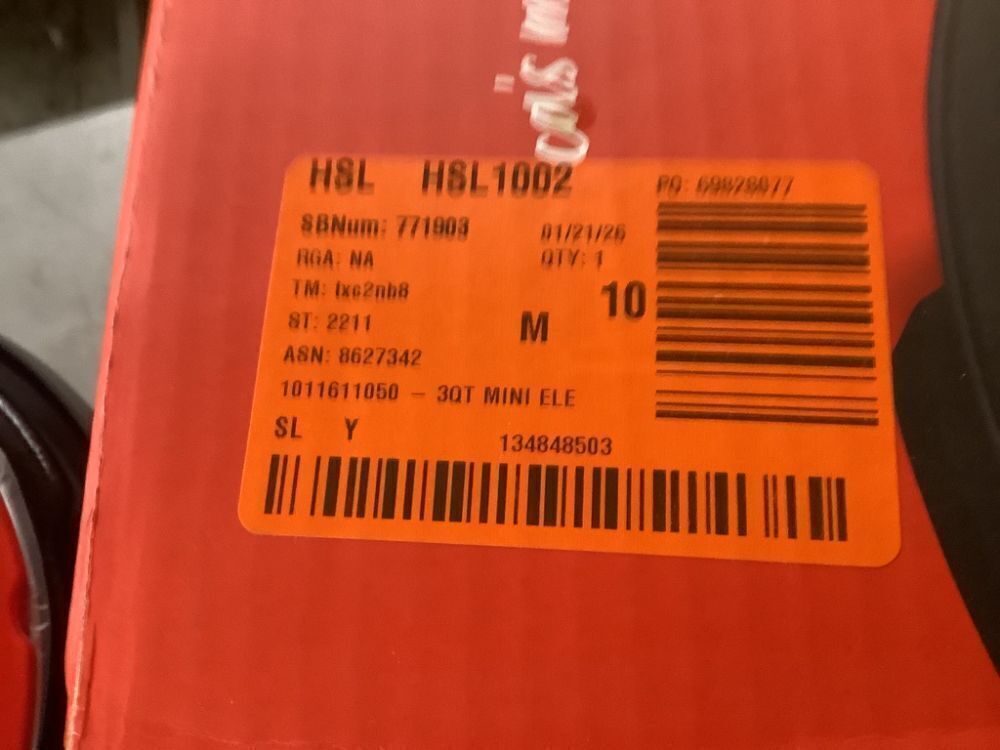 HSL HSL1002
SBNum: 771903 01/21/26
RGA: NA QTY: 1
TM: txc2nb8
10
ST: 2211 M
ASN: 8627342
1011611050 – 3QT MINI ELE
SL Y 134848503